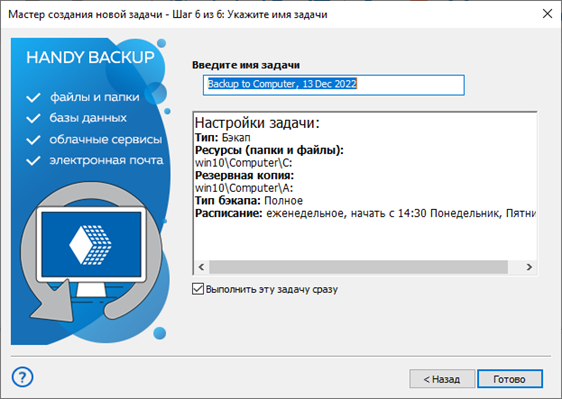 Мастер создания новой задачи - Шаг 6 из 6: Укажите имя задачи
HANDY BACKUP
файлы и папки
базы данных
облачные сервисы
электронная почта
Введите имя задачи
Backup to Computer, 13 Dec 2022
Настройки задачи:
Тип: Бэкап
Ресурсы (папки и файлы):
win10\Computer\C:
Резервная копия:
win10\Computer\A:
Тип бэкапа: Полное
Расписание: еженедельное, начать с 14:30 Понедельник, Пятни
Выполнить эту задачу сразу
?
< Назад
Готово